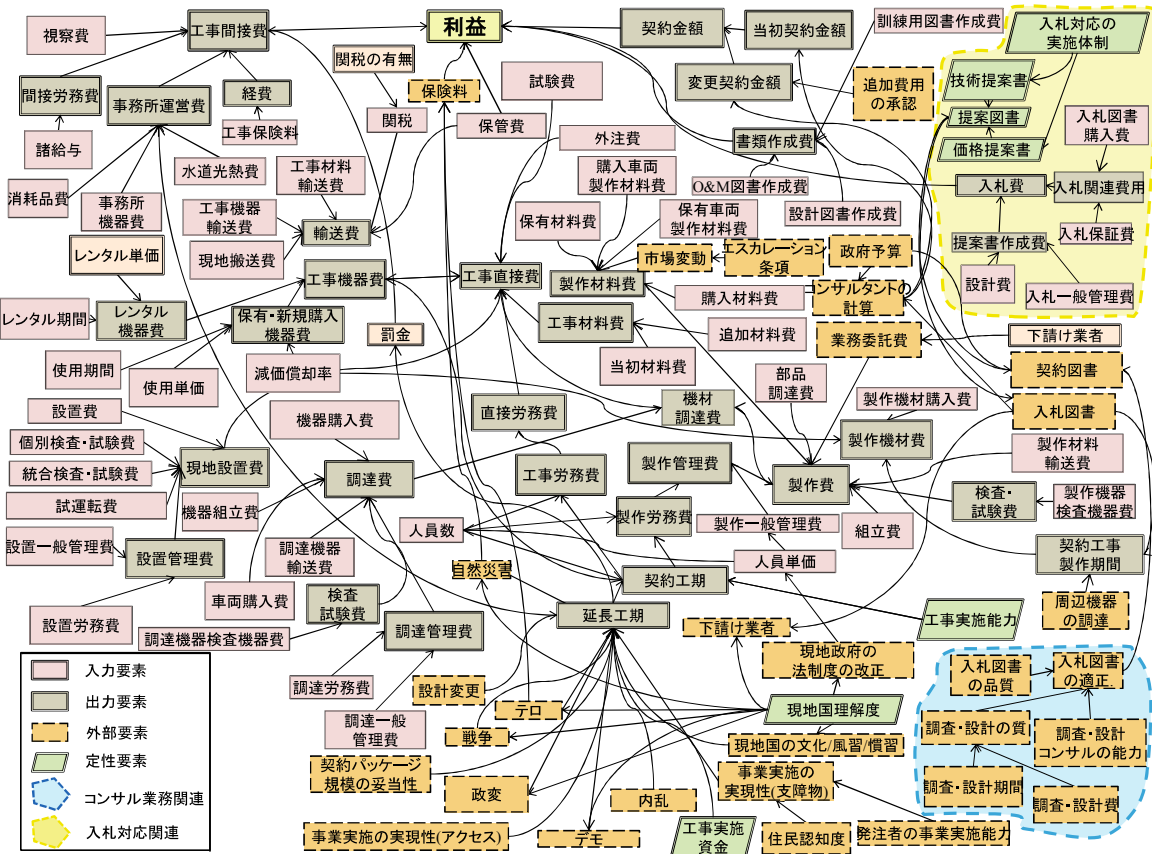 視察費
工事間接費
利益
契約金額
当初契約金額
訓練用図書作成費
入札対応の
実施体制
関税の有無
保険料
試験費
変更契約金額
追加費用
の承認
技術提案書
間接労務費
事務所運営費
経費
関税
保管費
外注費
書類作成費
提案図書
入札図書
購入費
工事保険料
諸給与
水道光熱費
工事材料
輸送費
購入車両
製作材料費
価格提案書
消耗品費
事務所
機器費
O&M図書作成費
入札費
入札関連費用
工事機器
輸送費
輸送費
保有材料費
保有車両
製作材料費
設計図書作成費
入札保証費
レンタル単価
現地搬送費
市場変動
エスカレーション
条項
政府予算
提案書作成費
工事機器費
工事直接費
製作材料費
設計費
入札一般管理費
レンタル期間
レンタル
機器費
保有・新規購入
機器費
購入材料費
コンサルタントの
計算
罰金
工事材料費
追加材料費
業務委託費
下請け業者
使用期間
使用単価
減価償却率
当初材料費
部品
調達費
契約図書
設置費
機器購入費
直接労務費
機材
調達費
製作機材購入費
入札図書
個別検査・試験費
製作機材費
統合検査・試験費
現地設置費
調達費
工事労務費
製作管理費
製作費
製作材料
輸送費
試運転費
機器組立費
検査・
試験費
製作機器
検査機器費
人員数
製作労務費
製作一般管理費
組立費
設置一般管理費
設置管理費
調達機器
輸送費
自然災害
人員単価
契約工事
製作期間
車両購入費
検査
試験費
契約工期
設置労務費
調達機器検査機器費
調達管理費
延長工期
下請け業者
工事実施能力
周辺機器
の調達
現地政府の
法制度の改正
入札図書
の品質
入札図書
の適正
入力要素
調達労務費
設計変更
出力要素
調達一般
管理費
テロ
現地国理解度
調査・設計の質
調査・設計
コンサルの能力
外部要素
戦争
現地国の文化/風習/慣習
定性要素
契約パッケージ
規模の妥当性
政変
内乱
事業実施の
実現性(支障物)
調査・設計期間
調査・設計費
コンサル業務関連
入札対応関連
事業実施の実現性(アクセス)
デモ
工事実施
資金
住民認知度
発注者の事業実施能力